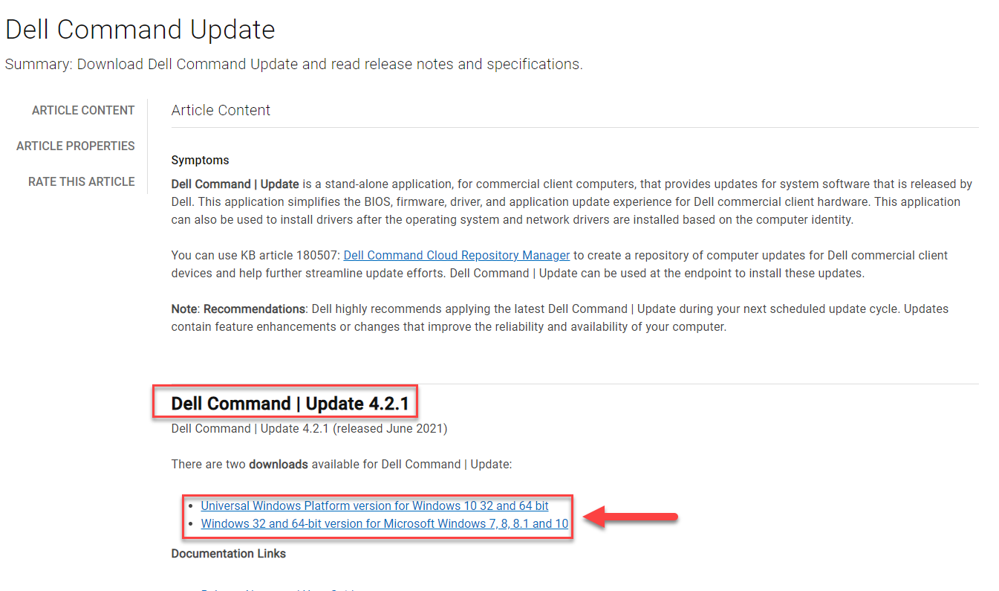 Dell Command Update
Summary: Download Dell Command Update and read release notes and specifications.
ARTICLE CONTENT
ARTICLE PROPERTIES
RATE THIS ARTICLE
Article Content
Symptoms
Dell Command | Update is a stand-alone application, for commercial client computers, that provides updates for system software that is released by
Dell. This application simplifies the BIOS, firmware, driver, and application update experience for Dell commercial client hardware. This application
can also be used to install drivers after the operating system and network drivers are installed based on the computer identity.
You can use KB article 180507: Dell Command Cloud Repository Manager to create a repository of computer updates for Dell commercial client
devices and help further streamline update efforts. Dell Command | Update can be used at the endpoint to install these updates.
Note: Recommendations: Dell highly recommends applying the latest Dell Command | Update during your next scheduled update cycle. Updates
contain feature enhancements or changes that improve the reliability and availability of your computer.
Dell Command | Update 4.2.1
Dell Command | Update 4.2.1 (released June 2021)
There are two downloads available for Dell Command | Update:
• Universal Windows Platform version for Windows 10 32 and 64 bit
• Windows 32 and 64-bit version for Microsoft Windows 7, 8, 8.1 and 10
Documentation Links